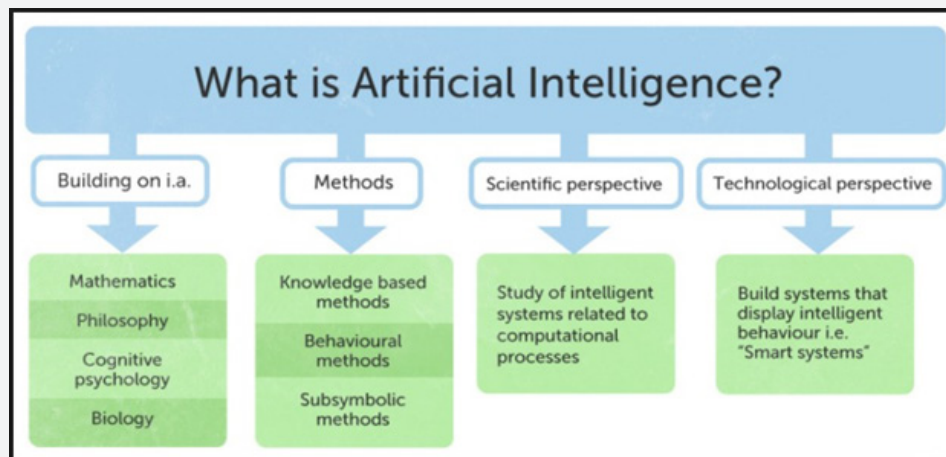 What is Artificial Intelligence?
Building on i.a.
Mathematics
Philosophy
Cognitive
psychology
Biology
Methods
Knowledge based
methods
Behavioural
methods
Subsymbolic
methods
Scientific perspective
Study of intelligent
systems related to
computational
processes
Technological perspective
Build systems that
display intelligent
behaviour i.e.
"Smart systems"